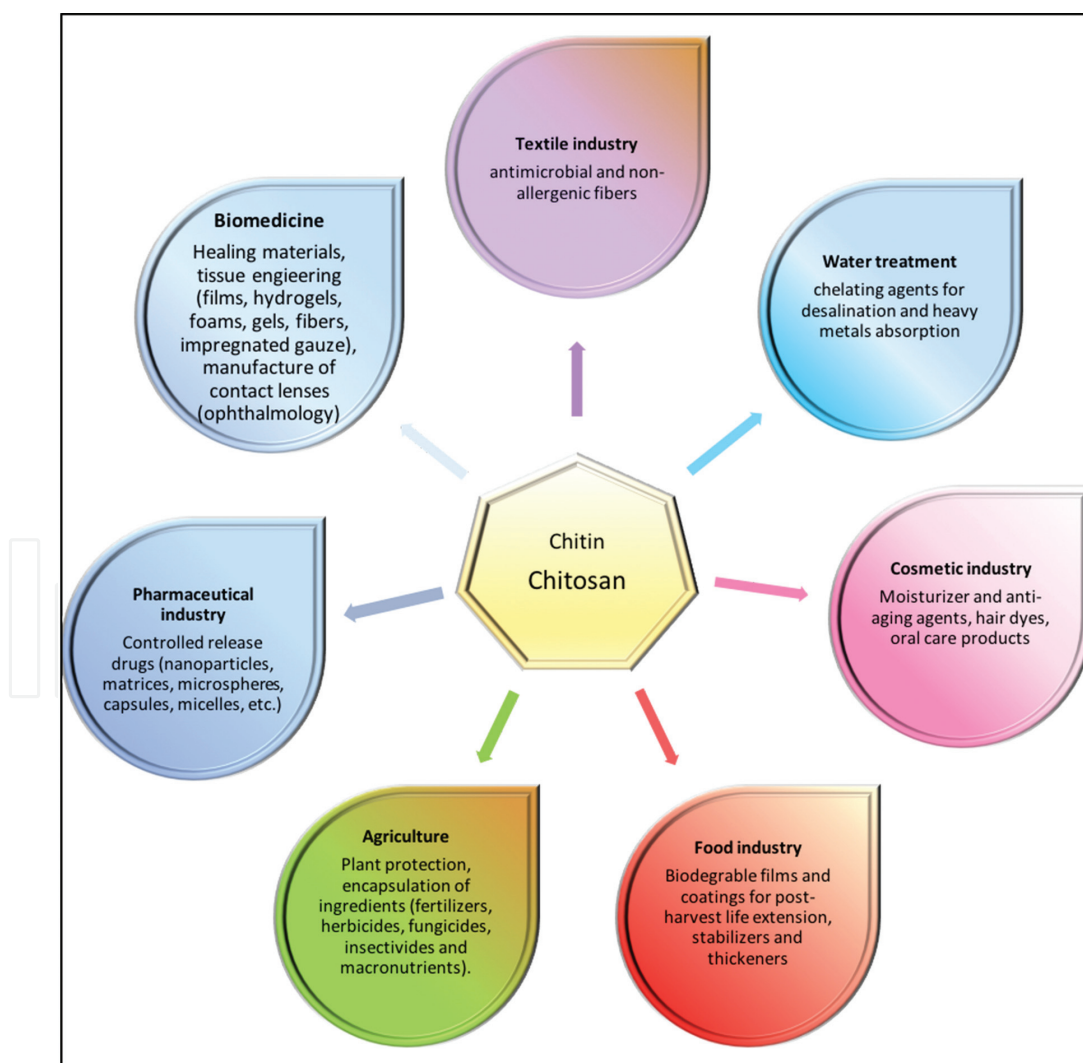 Textile industry
antimicrobial and non-
allergenic fibers
Biomedicine
Healing materials,
tissue engieering
(films, hydrogels,
foams, gels, fibers,
impregnated gauze),
manufacture of
contact lenses
(ophthalmology)
Water treatment
chelating agents for
desalination and heavy
metals absorption
Chitin
Chitosan
Pharmaceutical
industry
Controlled release
drugs (nanoparticles,
matrices, microspheres,
capsules, micelles, etc.)
Cosmetic industry
Moisturizer and anti-
aging agents, hair dyes,
oral care products
Agriculture
Plant protection,
encapsulation of
ingredients (fertilizers,
herbicides, fungicides,
insectivides and
macronutrients).
Food industry
Biodegrable films and
coatings for post-
harvest life extension,
stabilizers and
thickeners